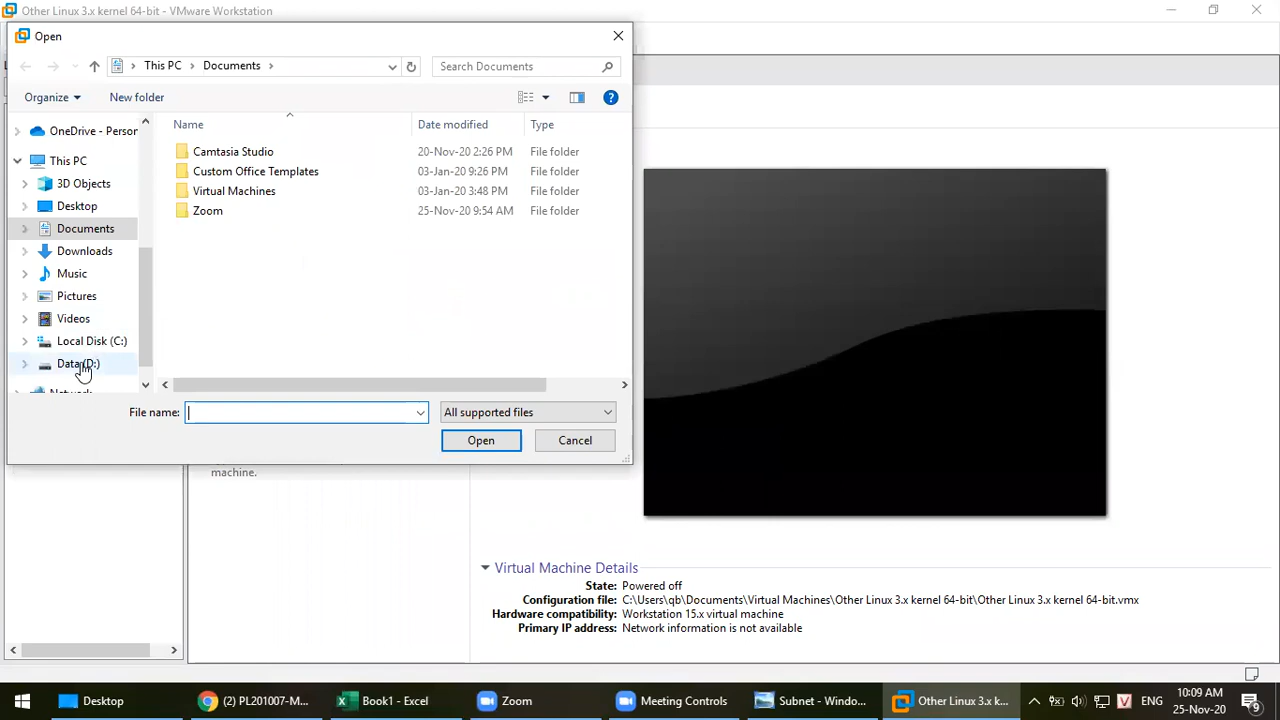 Other Linux 3.x kernel 64-bit - VMware Workstation
Open
This PC
Documents
Search Documents
Organize
New folder
Name
Date modified
Type
OneDrive - Person
This PC
3D Objects
Desktop
Documents
Downloads
Music
Pictures
Videos
Local Disk (C:)
Data (D:)
Camtasia Studio 20-Nov-20 2:26 PM File folder
Custom Office Templates 03-Jan-20 9:26 PM File folder
Virtual Machines 03-Jan-20 3:48 PM File folder
Zoom 25-Nov-20 9:54 AM File folder
File name:
All supported files
Open
Cancel
machine.
Virtual Machine Details
State: Powered off
Configuration file: C:\Users\qb\Documents\Virtual Machines\Other Linux 3.x kernel 64-bit\Other Linux 3.x kernel 64-bit.vmx
Hardware compatibility: Workstation 15.x virtual machine
Primary IP address: Network information is not available
Desktop
(2) PL201007-M...
Book1 - Excel
Zoom
Meeting Controls
Subnet - Windo...
Other Linux 3.x k...
V
ENG
10:09 AM
25-Nov-20
9